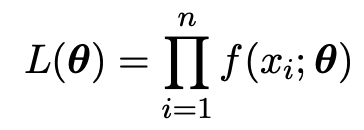 L(𝜽) = ∏_{i=1}^{n} f(x_i; 𝜽)